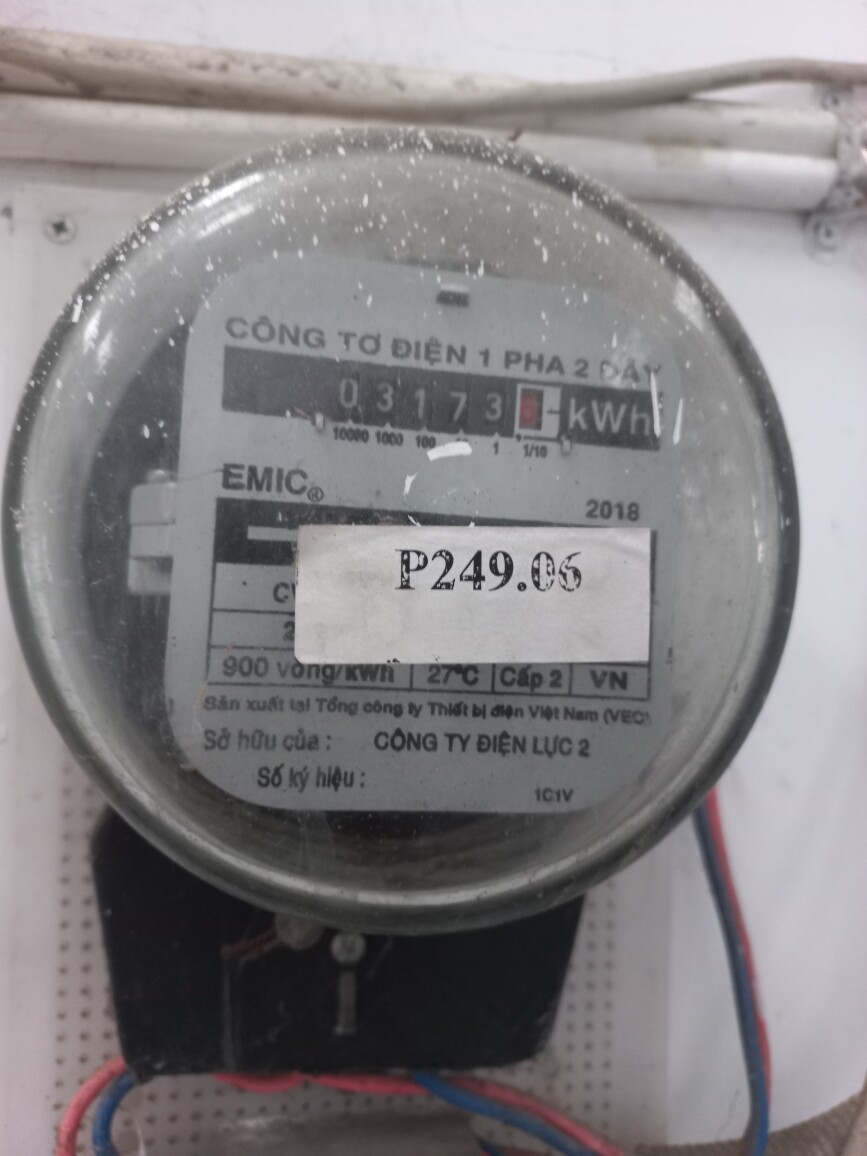 CÔNG TƠ ĐIỆN 1 PHA 2 DÂY
0 3 1 7 3 kWh
10000 1000 100 1 1/10
EMIC®
2018
P249.06
900 vòng/kWh 27°C Cấp 2 VN
Sản xuất tại Tổng công ty Thiết bị điện Việt Nam (VEC)
Sở hữu của : CÔNG TY ĐIỆN LỰC 2
Số ký hiệu :
1C1V